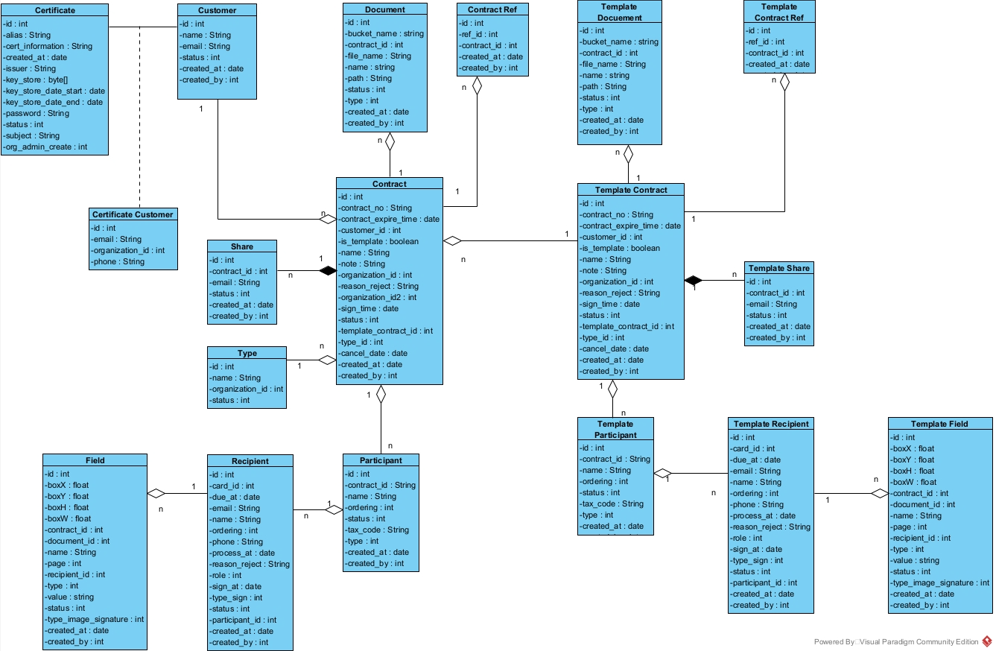 Certificate
-id : int
-alias : String
-cert_information : String
-created_at : date
-issuer : String
-key_store : byte[]
-key_store_date_start : date
-key_store_date_end : date
-password : String
-status : int
-subject : String
-org_admin_create : int
Customer
-id : int
-name : String
-email : String
-status : int
-created_at : date
-created_by : int
1
n
Document
-id : int
-bucket_name : string
-contract_id : int
-file_name : String
-name : string
-path : String
-status : int
-type : int
-created_at : date
-created_by : int
n
1
Contract Ref
-id : int
-ref_id : int
-contract_id : int
-created_at : date
-created_by : int
n
1
Template
Docuement
-id : int
-bucket_name : string
-contract_id : int
-file_name : String
-name : string
-path : String
-status : int
-type : int
-created_at : date
-created_by : int
n
1
Template
Contract Ref
-id : int
-ref_id : int
-contract_id : int
-created_at : date
n
1
Certificate Customer
-id : int
-email : String
-organization_id : int
-phone : String
Contract
-id : int
-contract_no : String
-contract_expire_time : date
-customer_id : int
-is_template : boolean
-name : String
-note : String
-organization_id : int
-reason_reject : String
-organization_id2 : int
-sign_time : date
-status : int
-template_contract_id : int
-type_id : int
-cancel_date : date
-created_at : date
-created_by : int
1
n
Template Contract
-id : int
-contract_no : String
-contract_expire_time : date
-customer_id : int
-is_template : boolean
-name : String
-note : String
-organization_id : int
-reason_reject : String
-sign_time : date
-status : int
-template_contract_id : int
-type_id : int
-cancel_date : date
-created_at : date
-created_by : int
Share
-id : int
-contract_id : int
-email : String
-status : int
-created_at : date
-created_by : int
1
n
Template Share
-id : int
-contract_id : int
-email : String
-status : int
-created_at : date
-created_by : int
n
1
Type
-id : int
-name : String
-organization_id : int
-status : int
n
1
1
n
1
n
Field
-id : int
-boxX : float
-boxY : float
-boxH : float
-boxW : float
-contract_id : int
-document_id : int
-name : String
-page : int
-recipient_id : int
-type : int
-value : string
-status : int
-type_image_signature : int
-created_at : date
-created_by : int
1
n
Recipient
-id : int
-card_id : int
-due_at : date
-email : String
-name : String
-ordering : int
-phone : String
-process_at : date
-reason_reject : String
-role : int
-sign_at : date
-type_sign : int
-status : int
-participant_id : int
-created_at : date
-created_by : int
1
n
Participant
-id : int
-contract_id : String
-name : String
-ordering : int
-status : int
-tax_code : String
-type : int
-created_at : date
-created_by : int
Template
Participant
-id : int
-contract_id : String
-name : String
-ordering : int
-status : int
-tax_code : String
-type : int
-created_at : date
1
n
Template Recipient
-id : int
-card_id : int
-due_at : date
-email : String
-name : String
-ordering : int
-phone : String
-process_at : date
-reason_reject : String
-role : int
-sign_at : date
-type_sign : int
-status : int
-participant_id : int
-created_at : date
-created_by : int
n
1
Template Field
-id : int
-boxX : float
-boxY : float
-boxH : float
-boxW : float
-contract_id : int
-document_id : int
-name : String
-page : int
-recipient_id : int
-type : int
-value : string
-status : int
-type_image_signature : int
-created_at : date
-created_by : int
Powered By: Visual Paradigm Community Edition